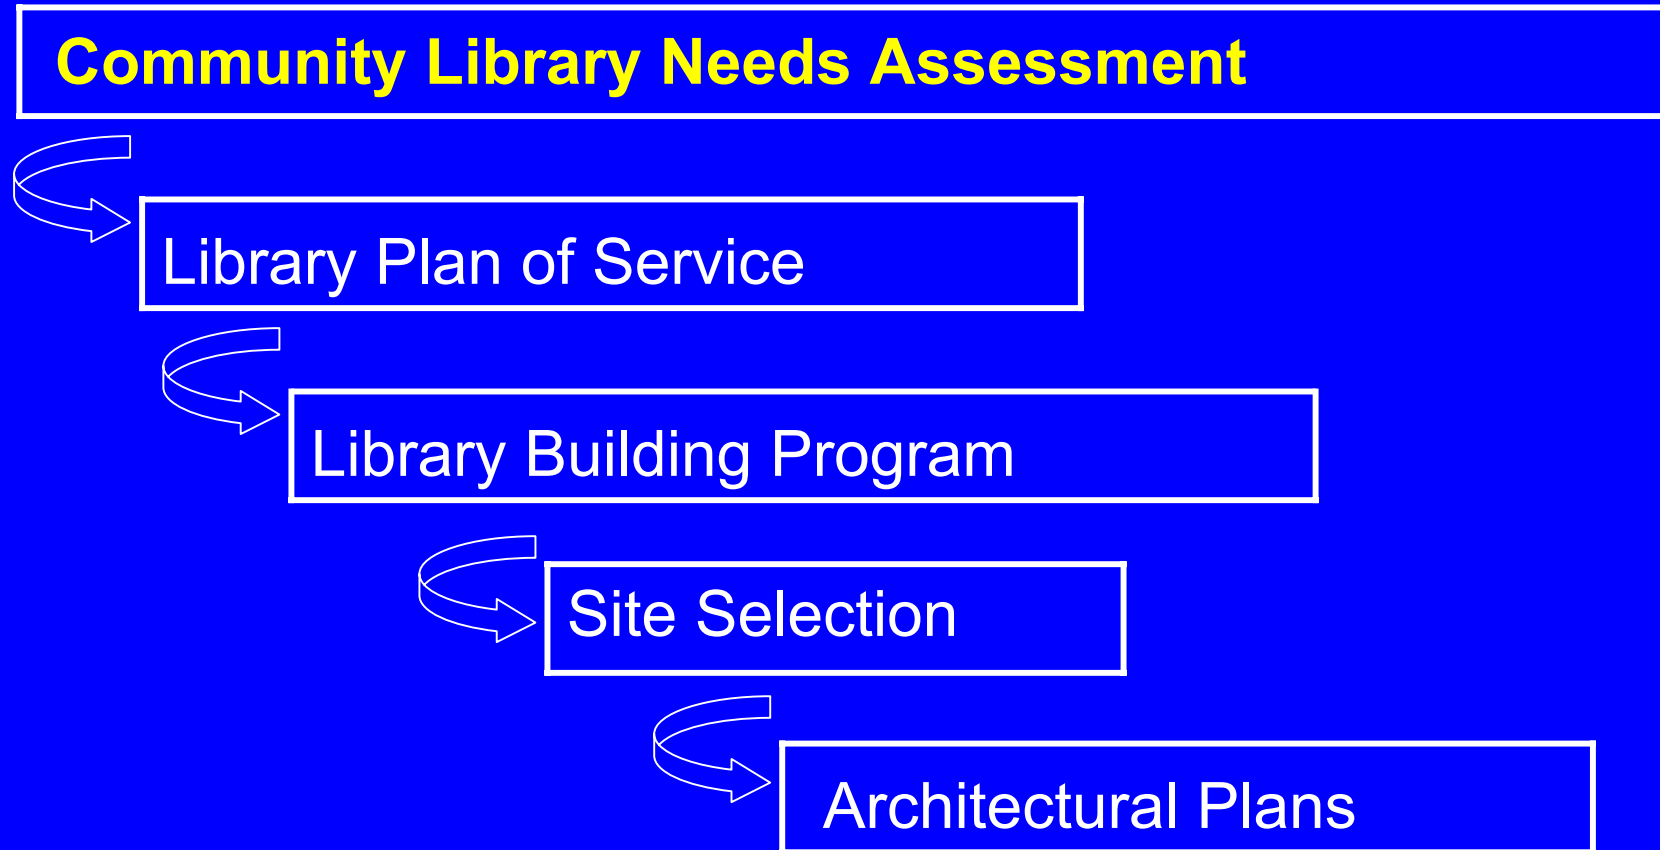 Community Library Needs Assessment
Library Plan of Service
Library Building Program
Site Selection
Architectural Plans